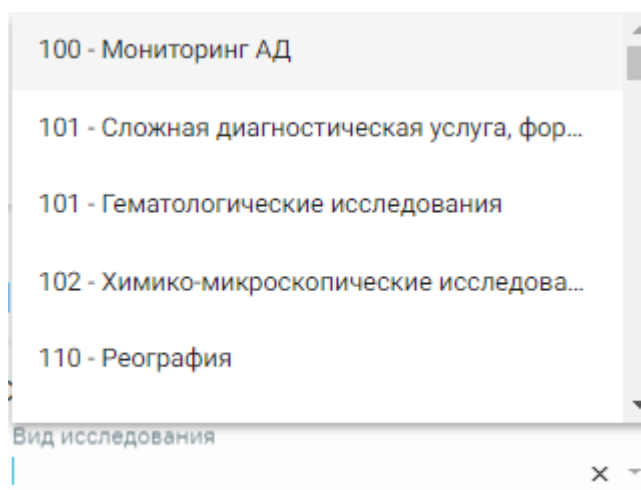 100 - Мониторинг АД
101 - Сложная диагностическая услуга, фор...
101 - Гематологические исследования
102 - Химико-микроскопические исследова...
110 - Реография
Вид исследования